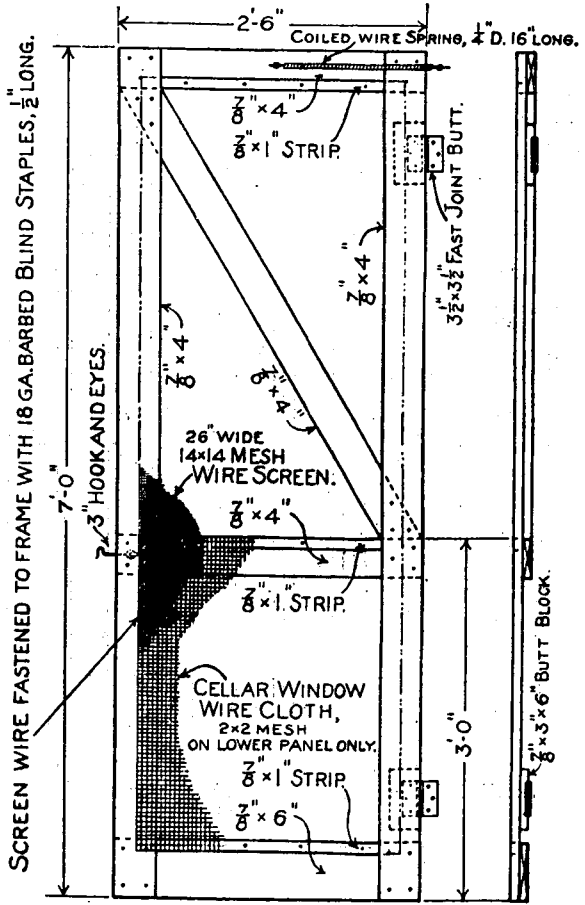 2'-6"
COILED WIRE SPRING, 1/4" D. 16" LONG.
7/8" × 4"
7/8" × 1" STRIP.
3 1/2" × 3 1/2" FAST JOINT BUTT.
7/8" × 4"
7/8" × 4"
7/8" × 4"
SCREEN WIRE FASTENED TO FRAME WITH 18 GA. BARBED BLIND STAPLES, 1/2" LONG.
7'-0"
3" HOOK AND EYES.
26" WIDE
14×14 MESH
WIRE SCREEN.
7/8" × 4"
7/8" × 1" STRIP.
CELLAR WINDOW
WIRE CLOTH,
2×2 MESH
ON LOWER PANEL ONLY.
7/8" × 1" STRIP
7/8" × 6"
3'-0"
7/8" × 3" × 6" BUTT BLOCK.